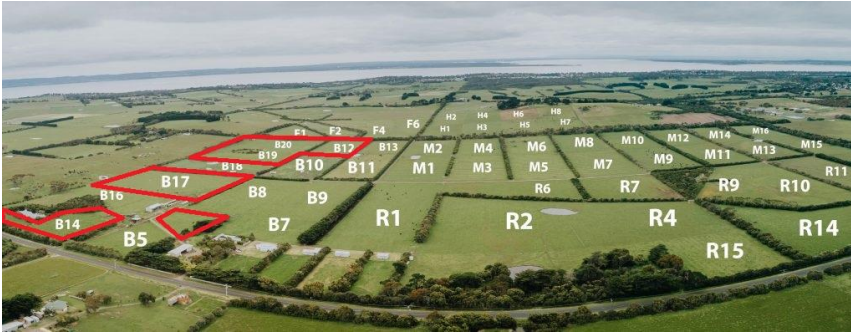 H2 H4 H6 H8
H1 H3 H5 H7
F1 F2 F4 F6
B20 B12 B13 M2 M4 M6 M8 M10 M12 M14 M16
B19 B18 B10 B11 M1 M3 M5 M7 M9 M11 M13 M15
B17 B16 B8 B9 R6 R7 R9 R10 R11
B14 B5 B7 R1 R2 R4 R15 R14